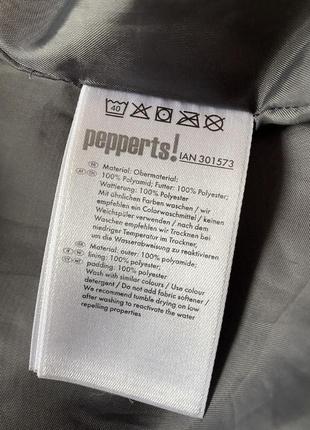 40
pepperts!
IAN 301573
Material: Obermaterial:
100% Polyamid; Futter: 100% Polyester;
Wattierung: 100% Polyester
Mit ähnlichen Farben waschen / wir
empfehlen ein Colorwaschmittel / keinen
Weichspüler verwenden / nach dem
Waschen empfehlen wir Trocknen bei
niedriger Temperatur im Trockner,
um die Wasserabweisung zu reaktivieren
Material: outer: 100% polyamide;
lining: 100% polyester;
padding: 100% polyester
Wash with similar colours / Use colour
detergent / Do not add fabric softener /
We recommend tumble drying on low
after washing to reactivate the water
repelling properties